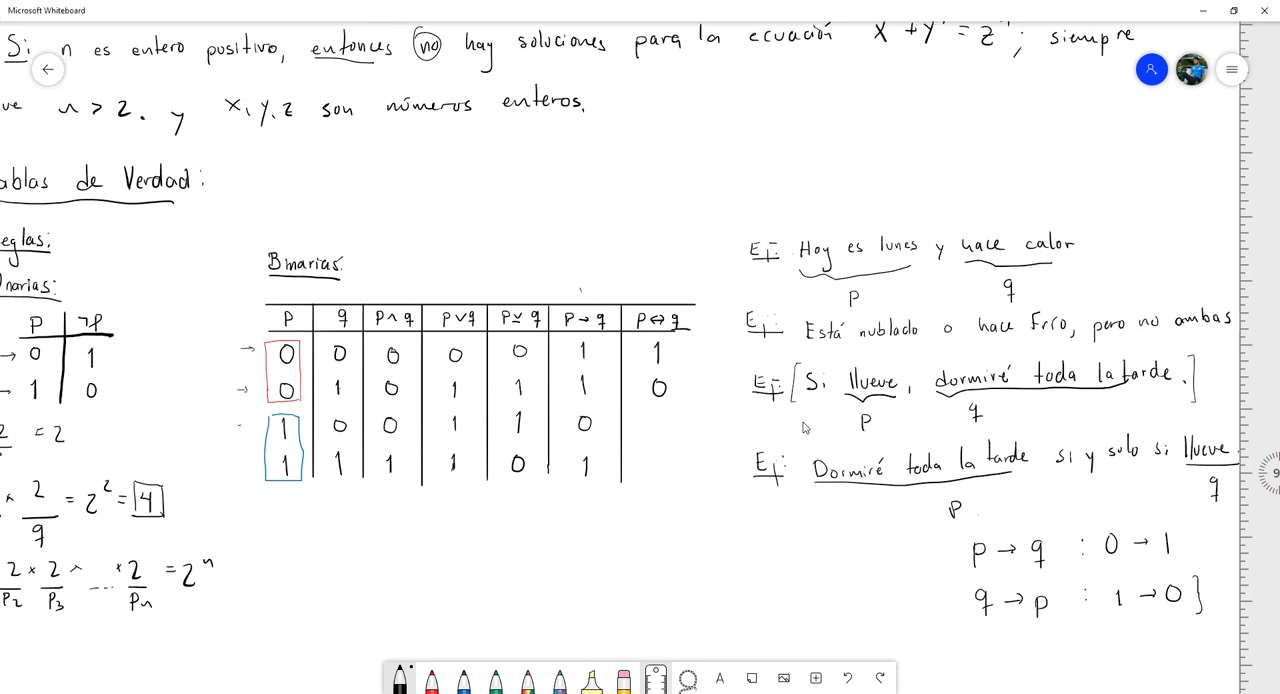 Microsoft Whiteboard
Si n es entero positivo, entonces no hay soluciones para la ecuación x + y = z ; siempre
n > 2. y x, y, z son números enteros.
ablas de Verdad:
eglas:
narias:
p ¬p
→ 0 1
→ 1 0
= 2
2/q = 2² = 4
2/p₂ × 2/p₃ × ... × 2/pₙ = 2ⁿ
Binarias:
p q p∧q p∨q p⊻q p→q p↔q
→ 0 0 0 0 0 1 1
→ 0 1 0 1 1 1 0
- 1 0 0 1 1 0
1 1 1 1 0 1
Ej: Hoy es lunes y hace calor
p q
Ej: Está nublado o hace Frío, pero no ambas
Ej: [Si llueve, dormiré toda la tarde.]
p q
Ej: Dormiré toda la tarde si y solo si llueve.
p q
p → q : 0 → 1
q → p : 1 → 0 }
9
A